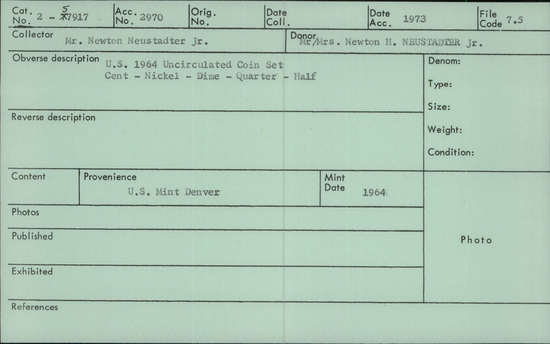 Cat. No. 2 - 57917 Acc. No. 2970 Orig. No. Date Coll. Date Acc. 1973 File Code 7.5
Collector Mr. Newton Neustadter Jr. Donor Mr/Mrs. Newton M. NEUSTADTER Jr.
Obverse description U.S. 1964 Uncirculated Coin Set
Cent - Nickel - Dime - Quarter - Half
Denom:
Type:
Size:
Weight:
Condition:
Reverse description
Content Provenience U.S. Mint Denver Mint Date 1964
Photos
Published
Exhibited
References
Photo